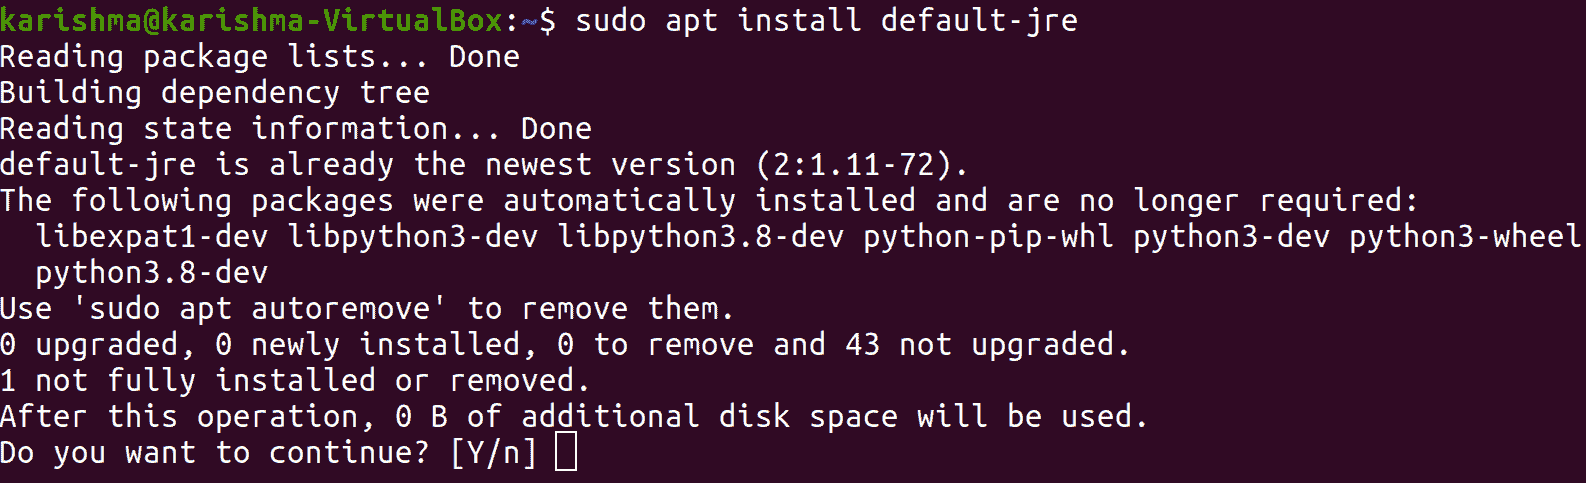 karishma@karishma-VirtualBox:~$ sudo apt install default-jre
Reading package lists... Done
Building dependency tree
Reading state information... Done
default-jre is already the newest version (2:1.11-72).
The following packages were automatically installed and are no longer required:
  libexpat1-dev libpython3-dev libpython3.8-dev python-pip-whl python3-dev python3-wheel
  python3.8-dev
Use 'sudo apt autoremove' to remove them.
0 upgraded, 0 newly installed, 0 to remove and 43 not upgraded.
1 not fully installed or removed.
After this operation, 0 B of additional disk space will be used.
Do you want to continue? [Y/n]